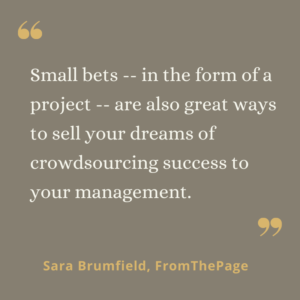 “
Small bets -- in the form of a
project -- are also great ways
to sell your dreams of
crowdsourcing success to
your management.
”
Sara Brumfield, FromThePage